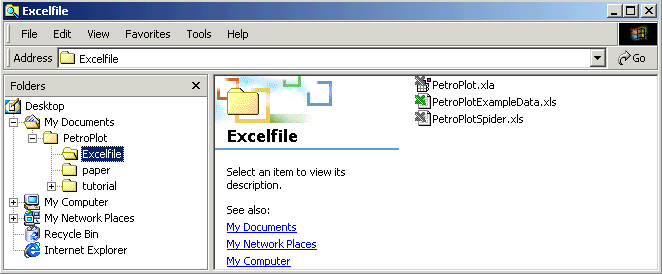 Excelfile
File Edit View Favorites Tools Help
Address Excelfile Go
Folders
Desktop
My Documents
PetroPlot
Excelfile
paper
tutorial
My Computer
My Network Places
Recycle Bin
Internet Explorer
Excelfile
Select an item to view its
description.
See also:
My Documents
My Network Places
My Computer
PetroPlot.xla
PetroPlotExampleData.xls
PetroPlotSpider.xls